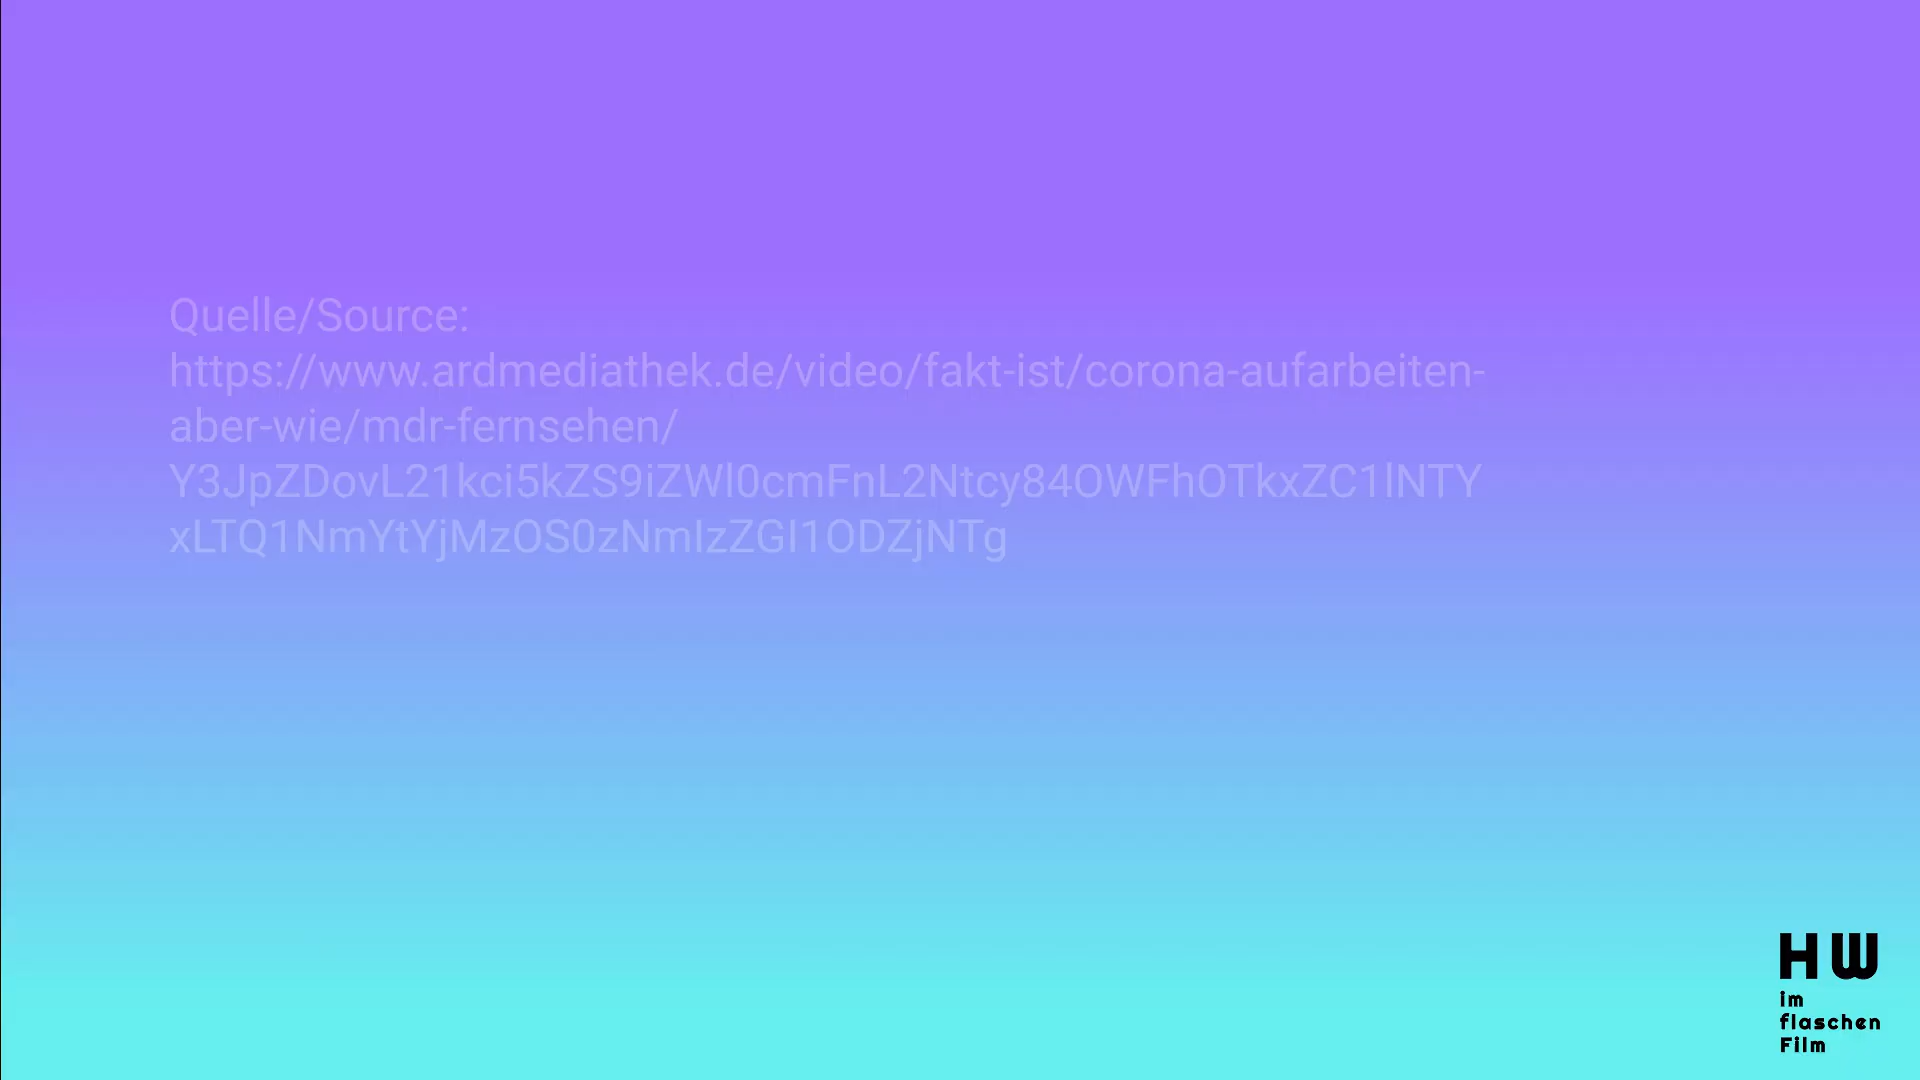 Quelle/Source:
https://www.ardmediathek.de/video/fakt-ist/corona-aufarbeiten-
aber-wie/mdr-fernsehen/
Y3JpZDovL21kci5kZS9iZWl0cmFnL2Ntcy84OWFhOTkxZC1lNTY
xLTQ1NmYtYjMzOS0zNmIzZGI1ODZjNTg
HW
im
flaschen
Film